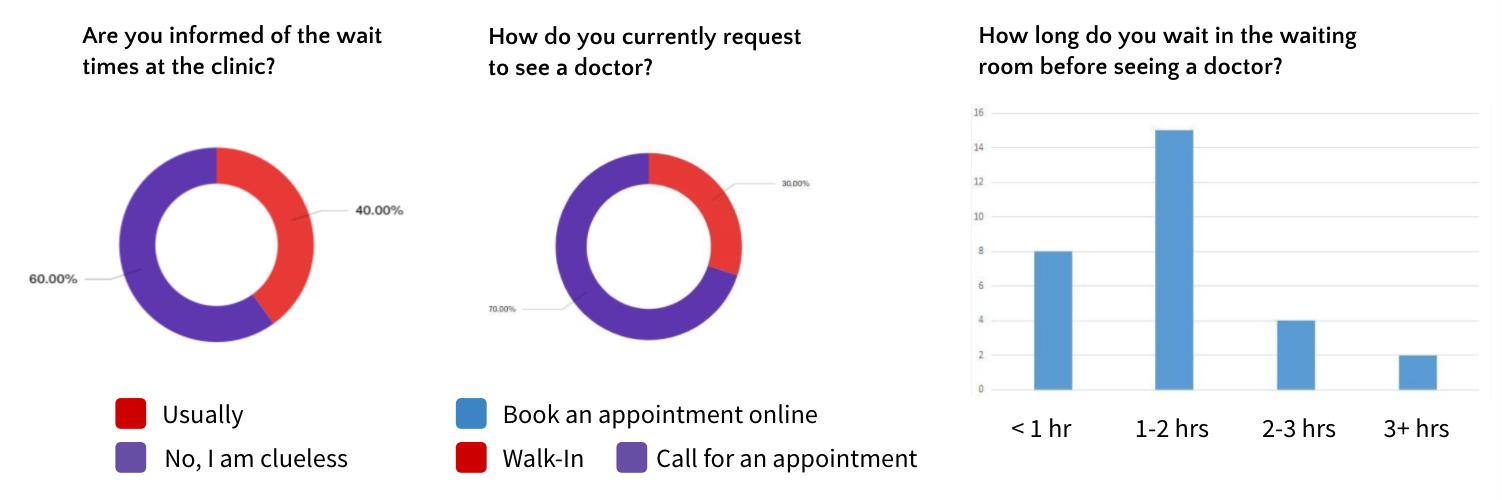 Are you informed of the wait
times at the clinic?
40.00%
60.00%
Usually
No, I am clueless
How do you currently request
to see a doctor?
30.00%
70.00%
Book an appointment online
Walk-In
Call for an appointment
How long do you wait in the waiting
room before seeing a doctor?
16
14
12
10
8
6
4
2
0
< 1 hr
1-2 hrs
2-3 hrs
3+ hrs